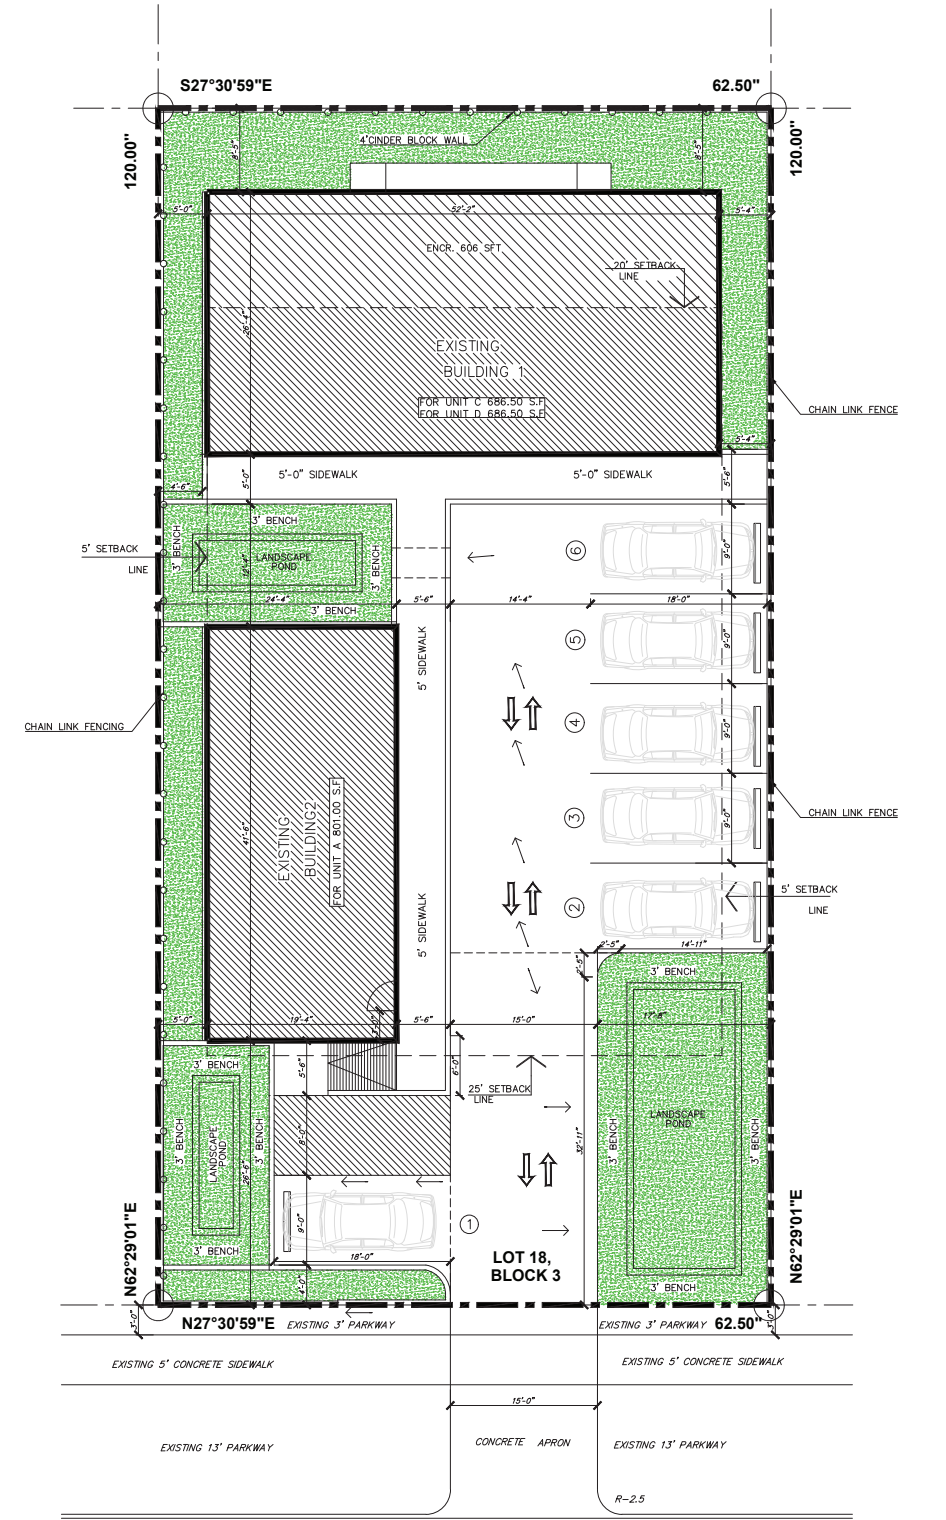 S27°30'59"E
62.50"
120.00"
120.00"
4'CINDER BLOCK WALL
8'-5"
8'-5"
5'-0"
52'-2"
5'-4"
ENCR. 606 SFT
20' SETBACK
LINE
26'-4"
EXISTING
BUILDING 1
FOR UNIT C 686.50 S.F
FOR UNIT D 686.50 S.F
CHAIN LINK FENCE
5'-4"
5'-0" SIDEWALK
5'-0" SIDEWALK
5'-0"
5'-6"
4'-6"
3' BENCH
3' BENCH
LANDSCAPE
POND
3' BENCH
3' BENCH
5' SETBACK
LINE
12'-4"
6
9'-0"
24'-4"
5'-6"
14'-4"
18'-0"
5
9'-0"
5' SIDEWALK
CHAIN LINK FENCING
4
9'-0"
3
9'-0"
CHAIN LINK FENCE
41'-6"
EXISTING
BUILDING2
FOR UNIT A 801.00 S.F
2
5' SETBACK
LINE
5' SIDEWALK
2'-5"
14'-11"
2'-5"
3' BENCH
5'-0"
19'-4"
3'-0"
5'-6"
15'-0"
17'-8"
5'-6"
6'-0"
3' BENCH
25' SETBACK
LINE
LANDSCAPE
POND
3' BENCH
3' BENCH
LANDSCAPE
POND
3' BENCH
3' BENCH
8'-0"
32'-11"
26'-6"
9'-0"
1
3' BENCH
18'-0"
LOT 18,
BLOCK 3
4'-0"
3' BENCH
N62°29'01"E
N62°29'01"E
3'-0"
N27°30'59"E
EXISTING 3' PARKWAY
EXISTING 3' PARKWAY
62.50"
3'-0"
EXISTING 5' CONCRETE SIDEWALK
EXISTING 5' CONCRETE SIDEWALK
15'-0"
EXISTING 13' PARKWAY
CONCRETE APRON
EXISTING 13' PARKWAY
R-2.5